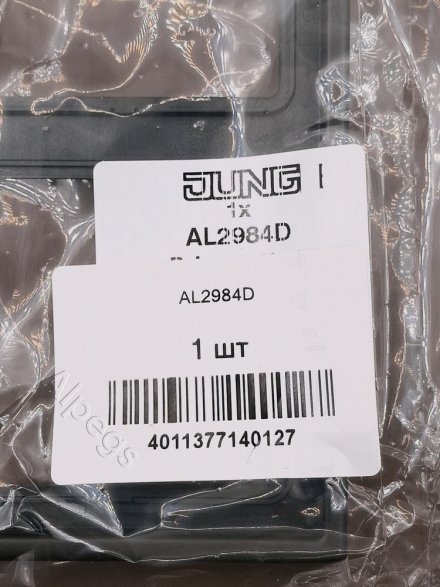 JUNG
1x
AL2984D
AL2984D
1 шт
4011377140127
Alpegs